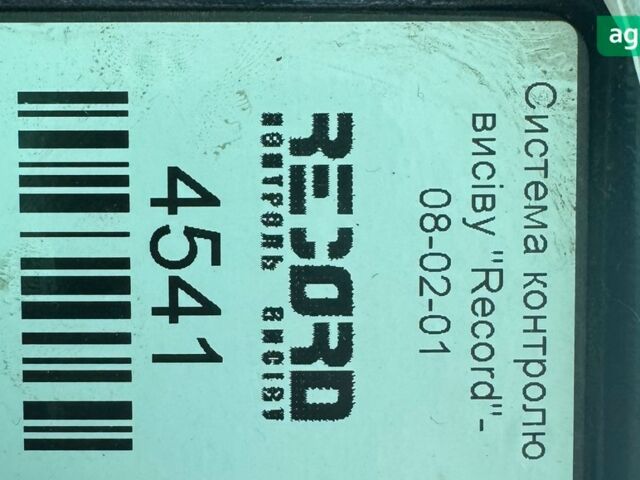 Система контролю
висіву "Record"-
08-02-01
RECORD
КОНТРОЛЬ ВИСІВУ
4541
ag